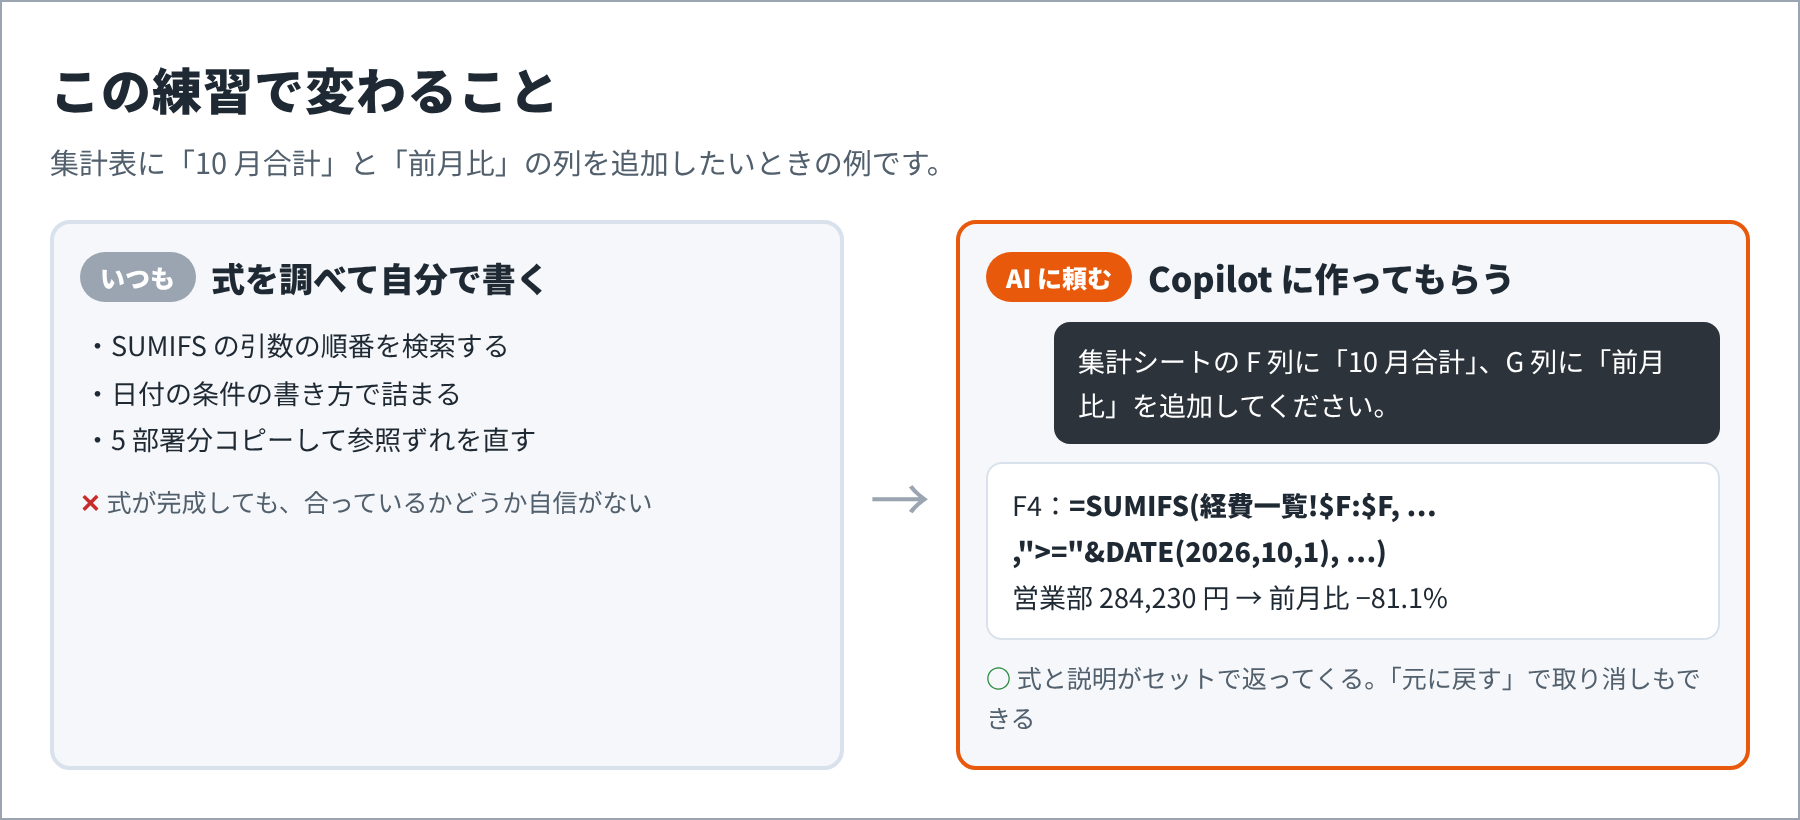 この練習で変わること
集計表に「10 月合計」と「前月比」の列を追加したいときの例です。
いつも 式を調べて自分で書く
・SUMIFS の引数の順番を検索する
・日付の条件の書き方で詰まる
・5 部署分コピーして参照ずれを直す
× 式が完成しても、合っているかどうか自信がない
→
AI に頼む Copilot に作ってもらう
集計シートの F 列に「10 月合計」、G 列に「前月
比」を追加してください。
F4：=SUMIFS(経費一覧!$F:$F, …
,">="&DATE(2026,10,1), …)
営業部 284,230 円 → 前月比 −81.1%
○ 式と説明がセットで返ってくる。「元に戻す」で取り消しもで
きる